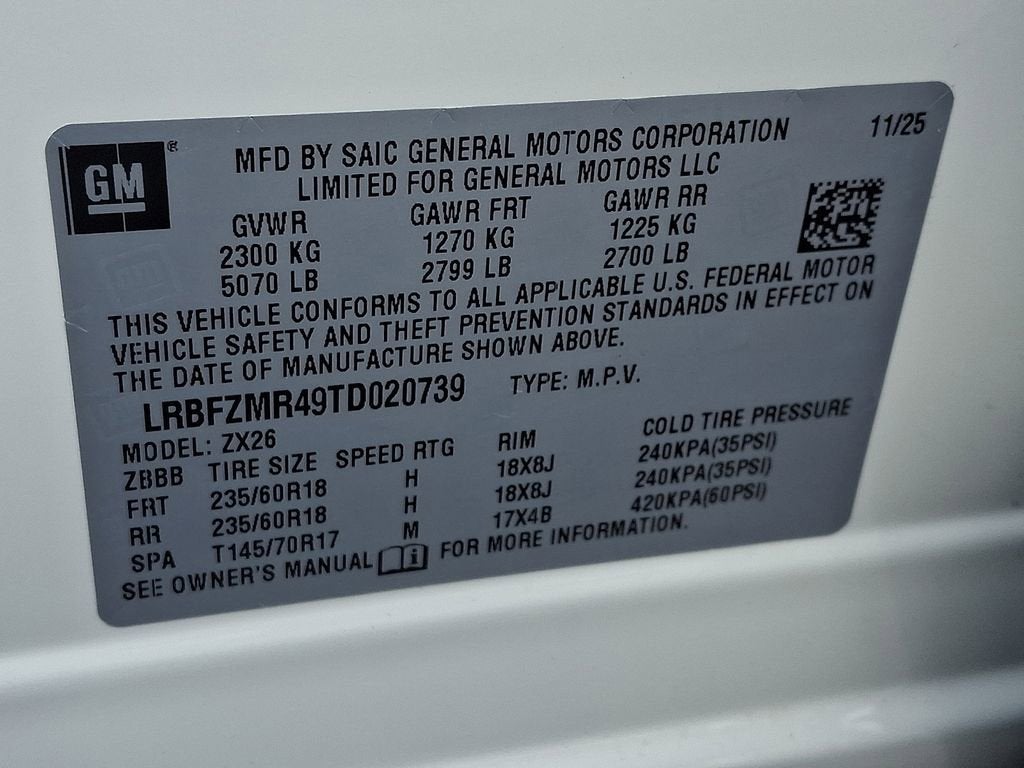 GM ®
11/25
MFD BY SAIC GENERAL MOTORS CORPORATION
LIMITED FOR GENERAL MOTORS LLC
GVWR GAWR FRT GAWR RR
2300 KG 1270 KG 1225 KG
5070 LB 2799 LB 2700 LB
THIS VEHICLE CONFORMS TO ALL APPLICABLE U.S. FEDERAL MOTOR
VEHICLE SAFETY AND THEFT PREVENTION STANDARDS IN EFFECT ON
THE DATE OF MANUFACTURE SHOWN ABOVE.
LRBFZMR49TD020739 TYPE: M.P.V.
MODEL: ZX26
ZBBB TIRE SIZE SPEED RTG RIM COLD TIRE PRESSURE
FRT 235/60R18 H 18X8J 240KPA(35PSI)
RR 235/60R18 H 18X8J 240KPA(35PSI)
SPA T145/70R17 M 17X4B 420KPA(60PSI)
SEE OWNER'S MANUAL i FOR MORE INFORMATION.